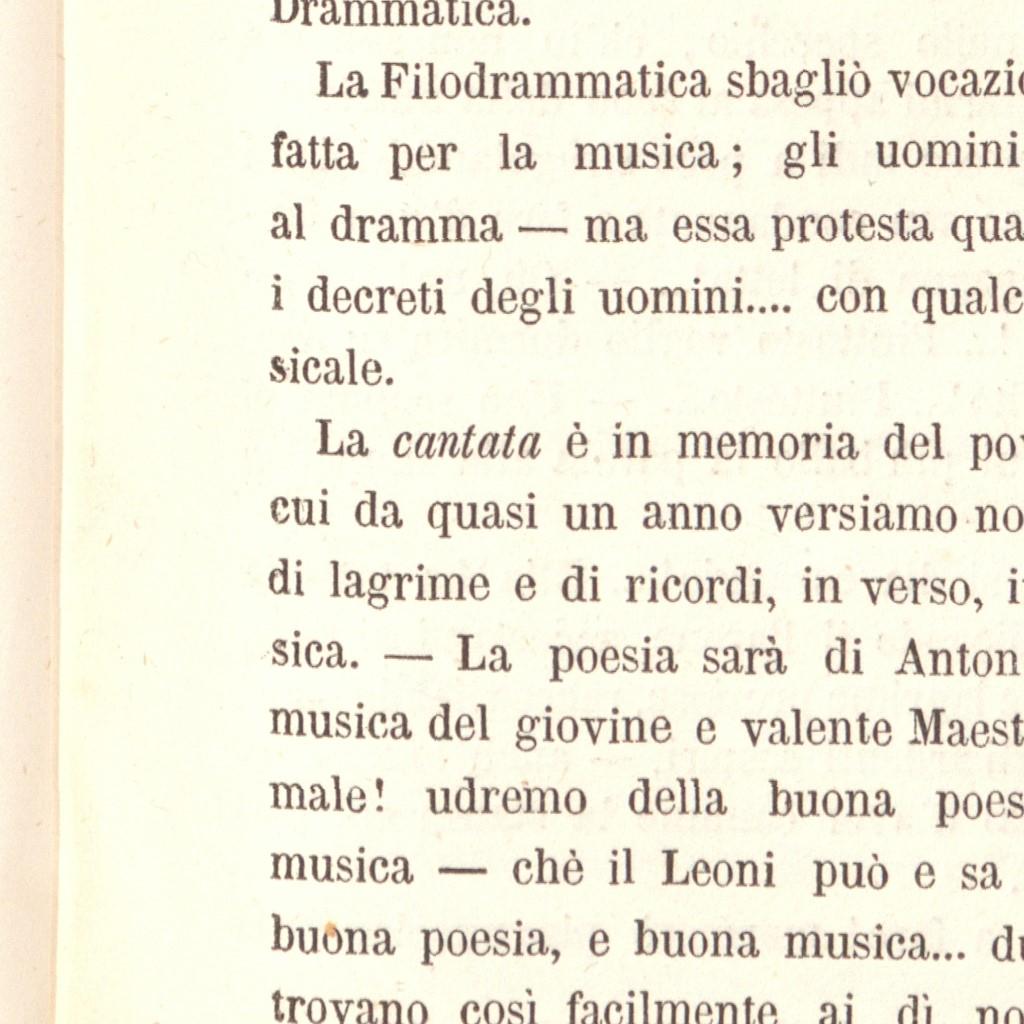 Drammatica.
La Filodrammatica sbagliò vocazio
fatta per la musica; gli uomini
al dramma — ma essa protesta qua
i decreti degli uomini.... con qualc
sicale.
La cantata è in memoria del pov
cui da quasi un anno versiamo no
di lagrime e di ricordi, in verso, i
sica. — La poesia sarà di Anton
musica del giovine e valente Maest
male! udremo della buona poes
musica — chè il Leoni può e sa
buona poesia, e buona musica... du
trovano così facilmente ai dì no